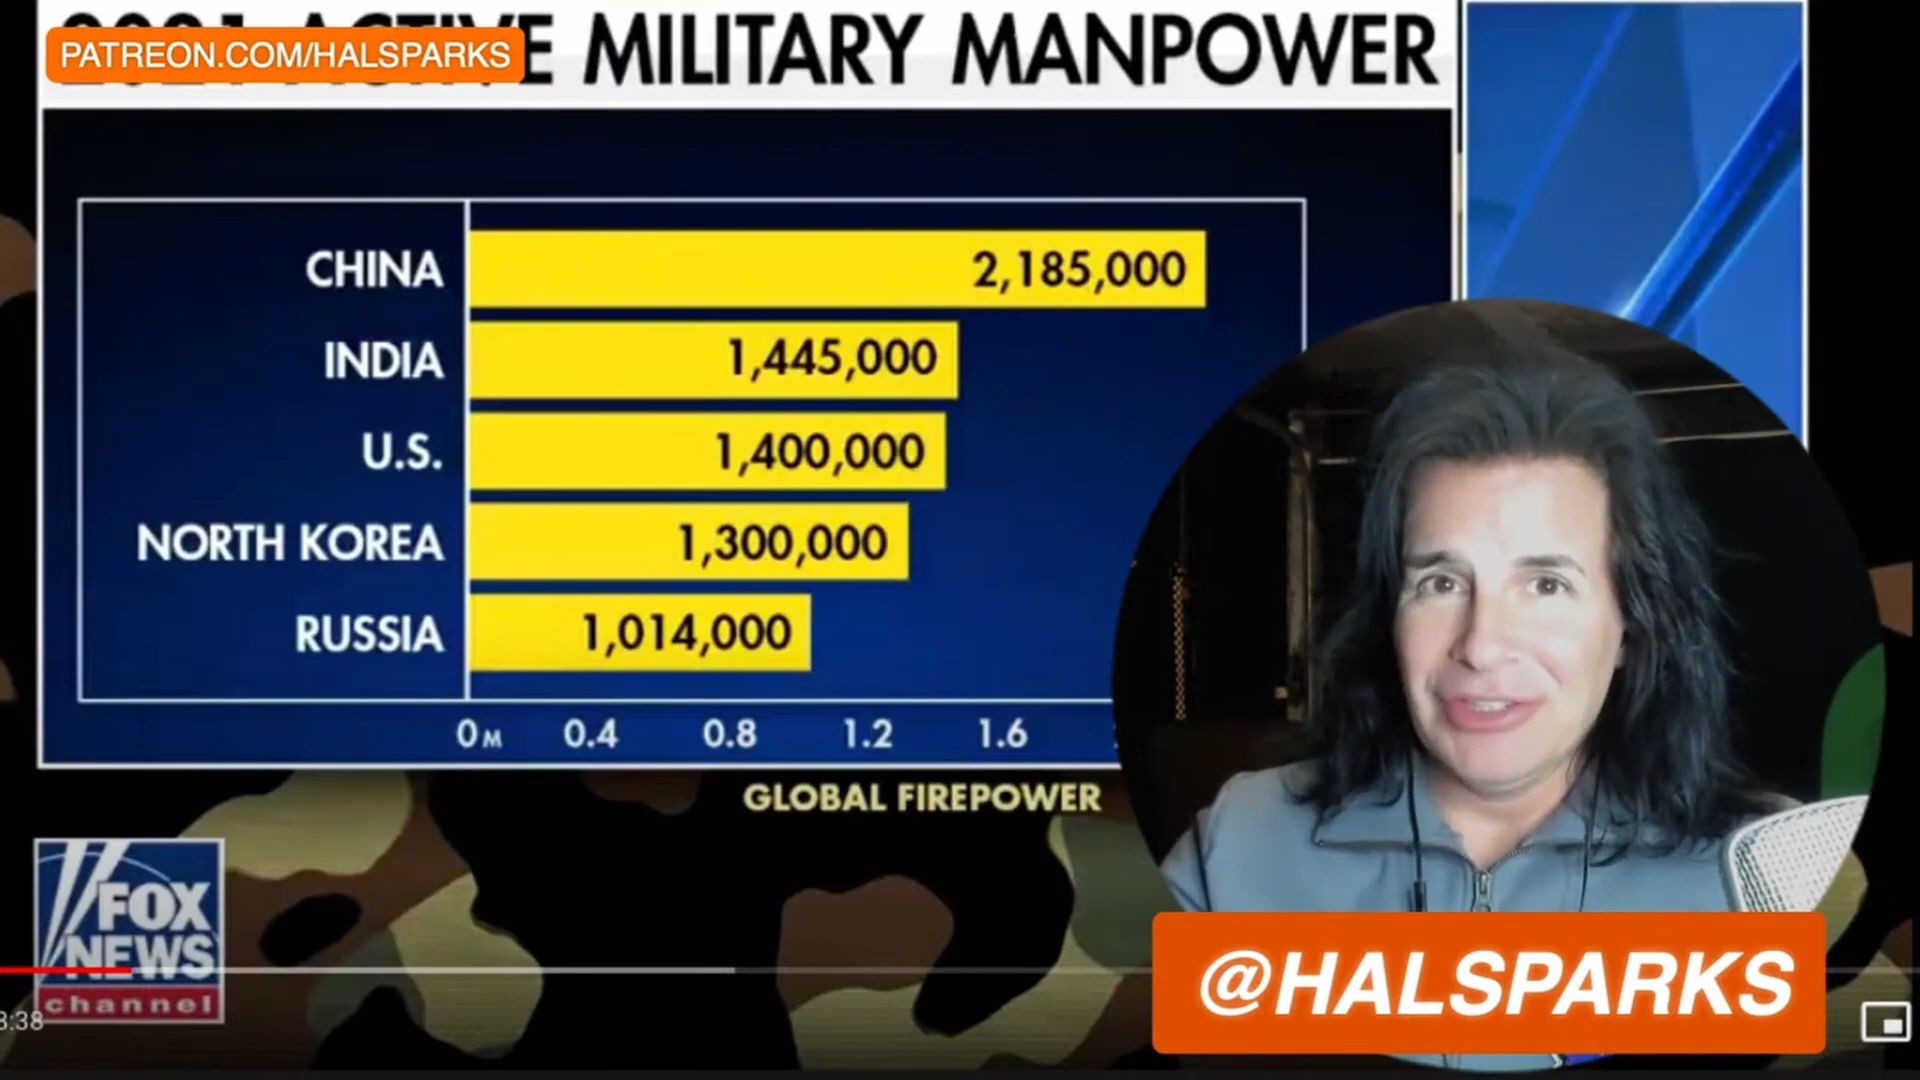 PATREON.COM/HALSPARKS
MILITARY MANPOWER
CHINA 2,185,000
INDIA 1,445,000
U.S. 1,400,000
NORTH KOREA 1,300,000
RUSSIA 1,014,000
0M 0.4 0.8 1.2 1.6
GLOBAL FIREPOWER
FOX
NEWS
channel
@HALSPARKS